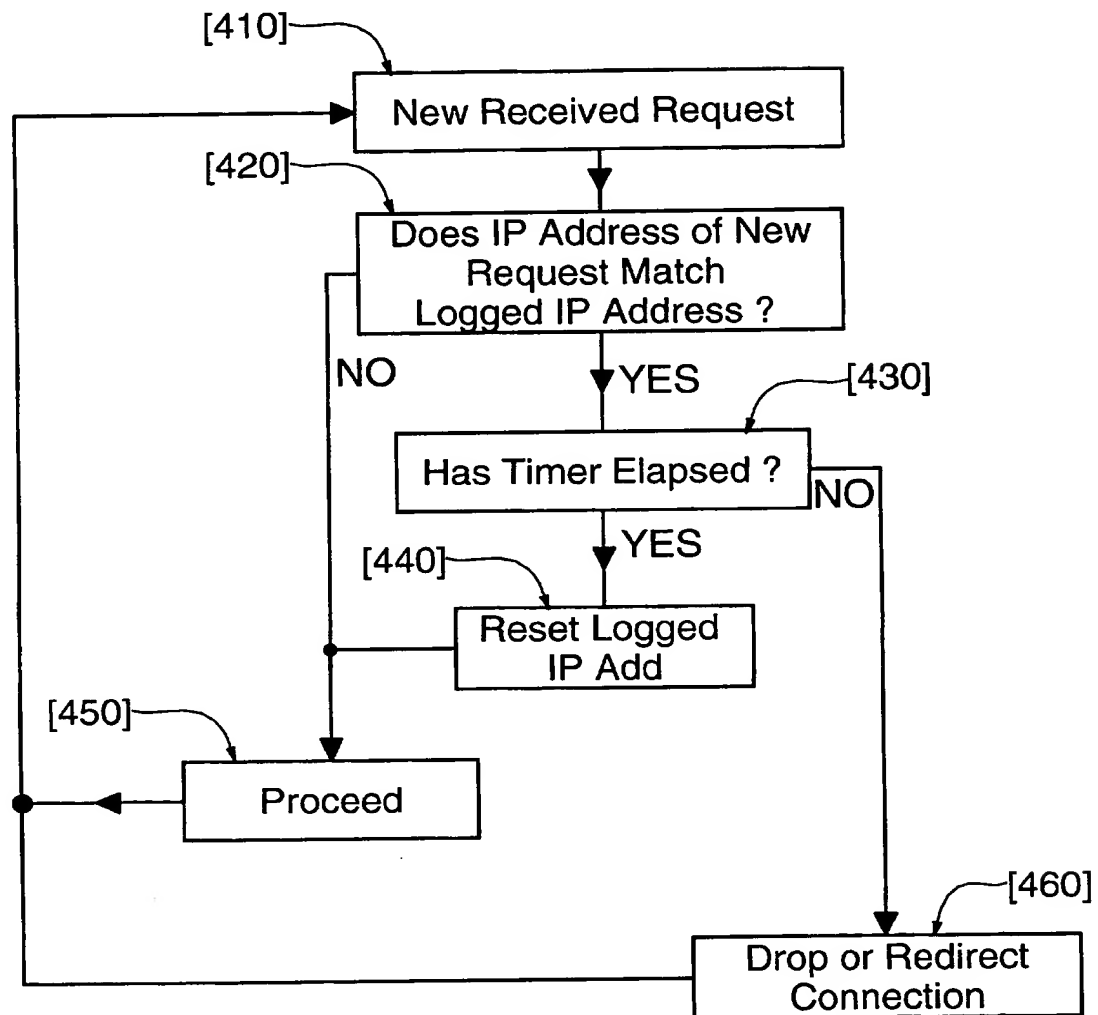 [410]
New Received Request
[420]
Does IP Address of New
Request Match
Logged IP Address ?
NO
YES
[430]
Has Timer Elapsed ?
NO
YES
[440]
Reset Logged
IP Add
[450]
Proceed
[460]
Drop or Redirect
Connection